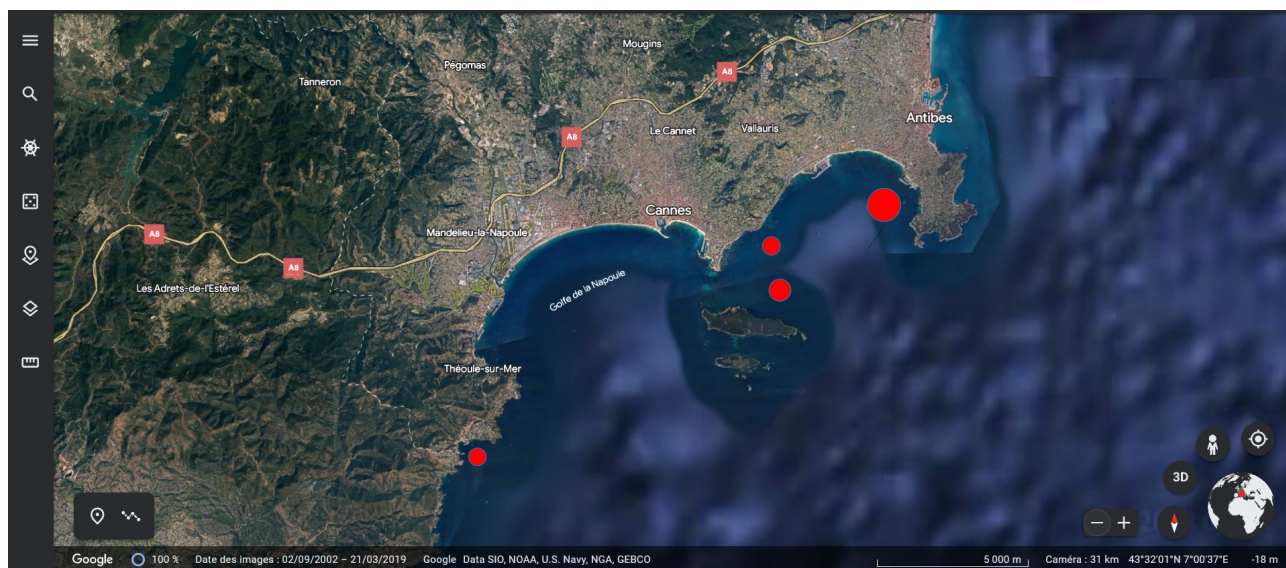 Mougins
Pégomas
A8
Tanneron
Antibes
Le Cannet
Vallauris
A8
Cannes
Mandelieu-la-Napoule
A8
A8
Les Adrets-de-l'Estérel
Golfe de la Napoule
Théoule-sur-Mer
3D
Google 100 % Date des images : 02/09/2002 – 21/03/2019 Google Data SIO, NOAA, U.S. Navy, NGA, GEBCO 5 000 m Caméra : 31 km 43°32'01"N 7°00'37"E -18 m